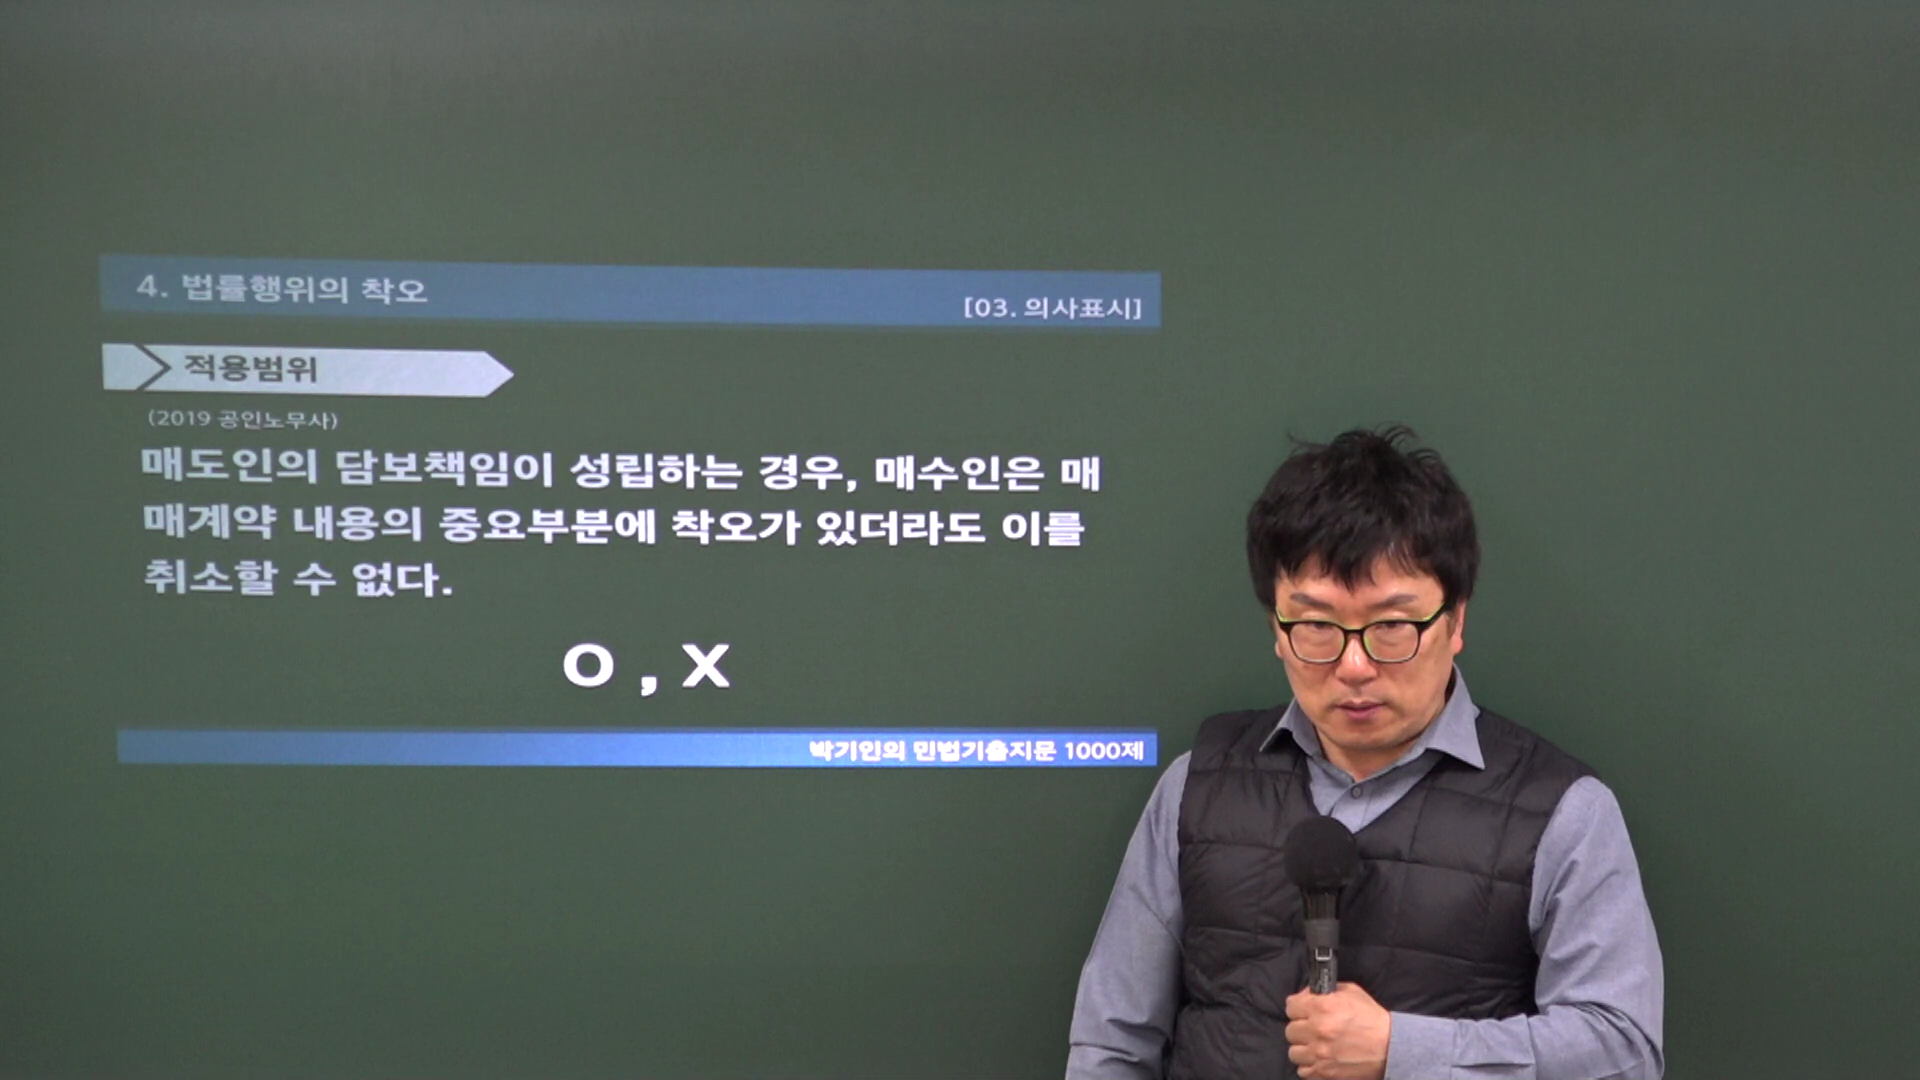 4. 법률행위의 착오
[03. 의사표시]
적용범위
(2019 공인노무사)
매도인의 담보책임이 성립하는 경우, 매수인은 매
매계약 내용의 중요부분에 착오가 있더라도 이를
취소할 수 없다.
O , X
박기인의 민법기출지문 1000제